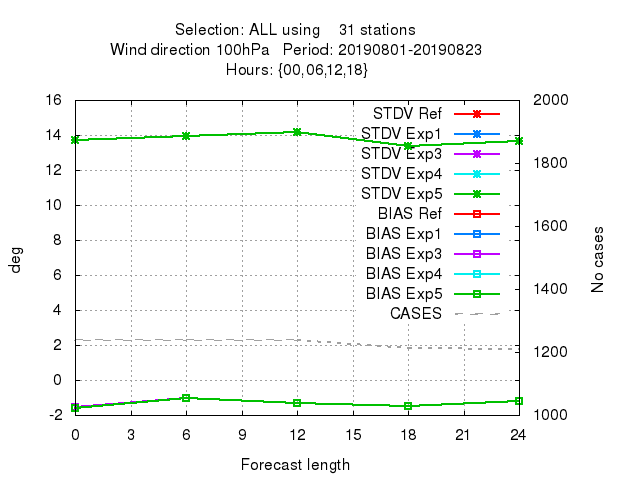 Selection: ALL using    31 stations
Wind direction 100hPa   Period: 20190801-20190823
Hours: {00,06,12,18}
16 2000
STDV Ref
STDV Exp1
14
STDV Exp3
1800
12
STDV Exp4
STDV Exp5
10
BIAS Ref
1600
BIAS Exp1
8
BIAS Exp3
deg
No cases
6
BIAS Exp4
1400
BIAS Exp5
4
CASES
2
1200
0
-2 1000
0 3 6 9 12 15 18 21 24
Forecast length